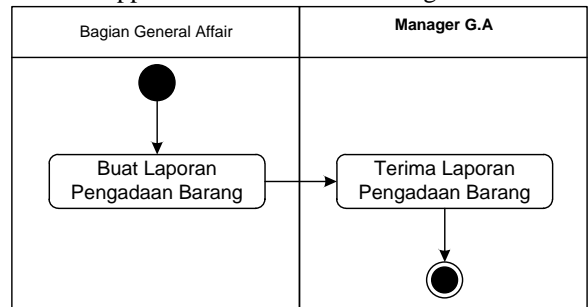 Bagian General Affair
Manager G.A
Buat Laporan
Pengadaan Barang
Terima Laporan
Pengadaan Barang